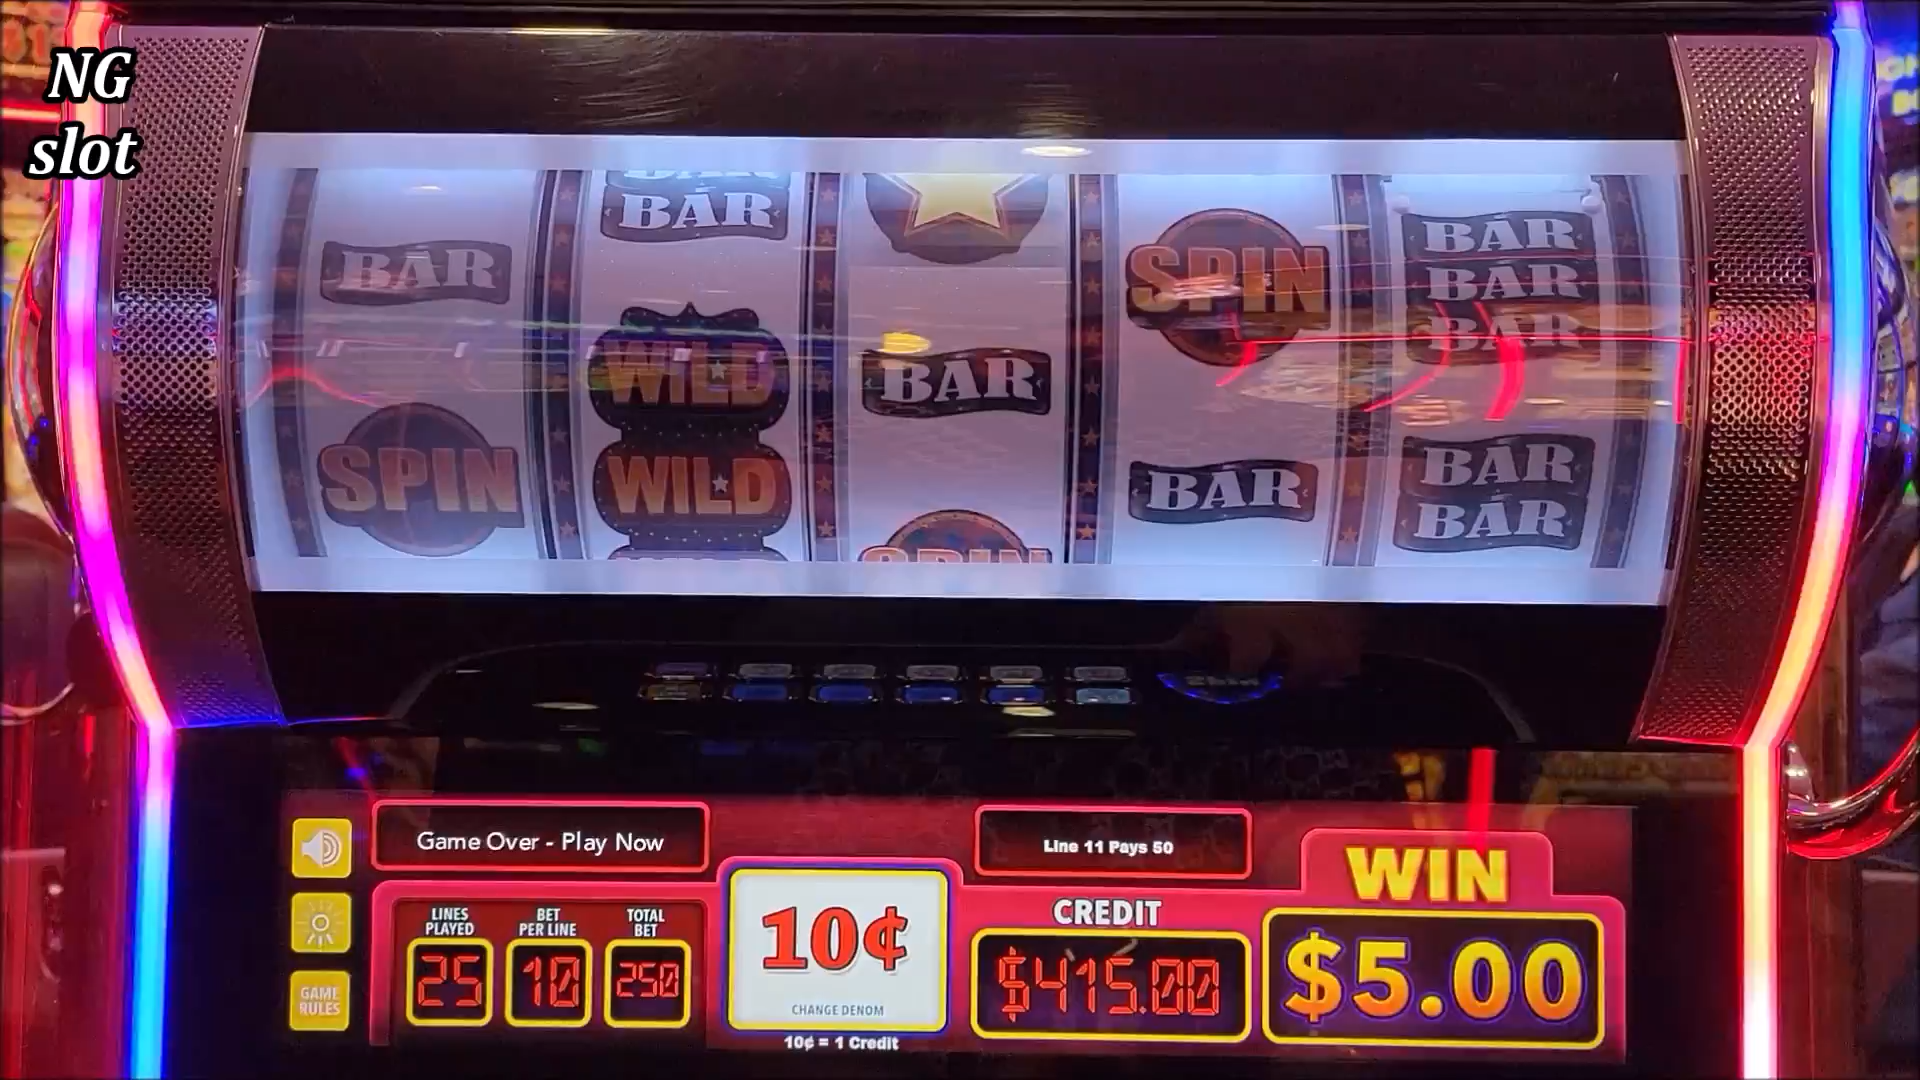 NG
slot
BAR
BAR
SPIN
BAR
BAR
BAR
BAR
WILD
BAR
WILD
SPIN
BAR
BAR
BAR
SPIN
Spin
Game Over - Play Now
Line 11 Pays 50
WIN
LINES
PLAYED
BET
PER LINE
TOTAL
BET
25
10
250
10¢
CHANGE DENOM
10¢ = 1 Credit
CREDIT
$415.00
$5.00
GAME
RULES